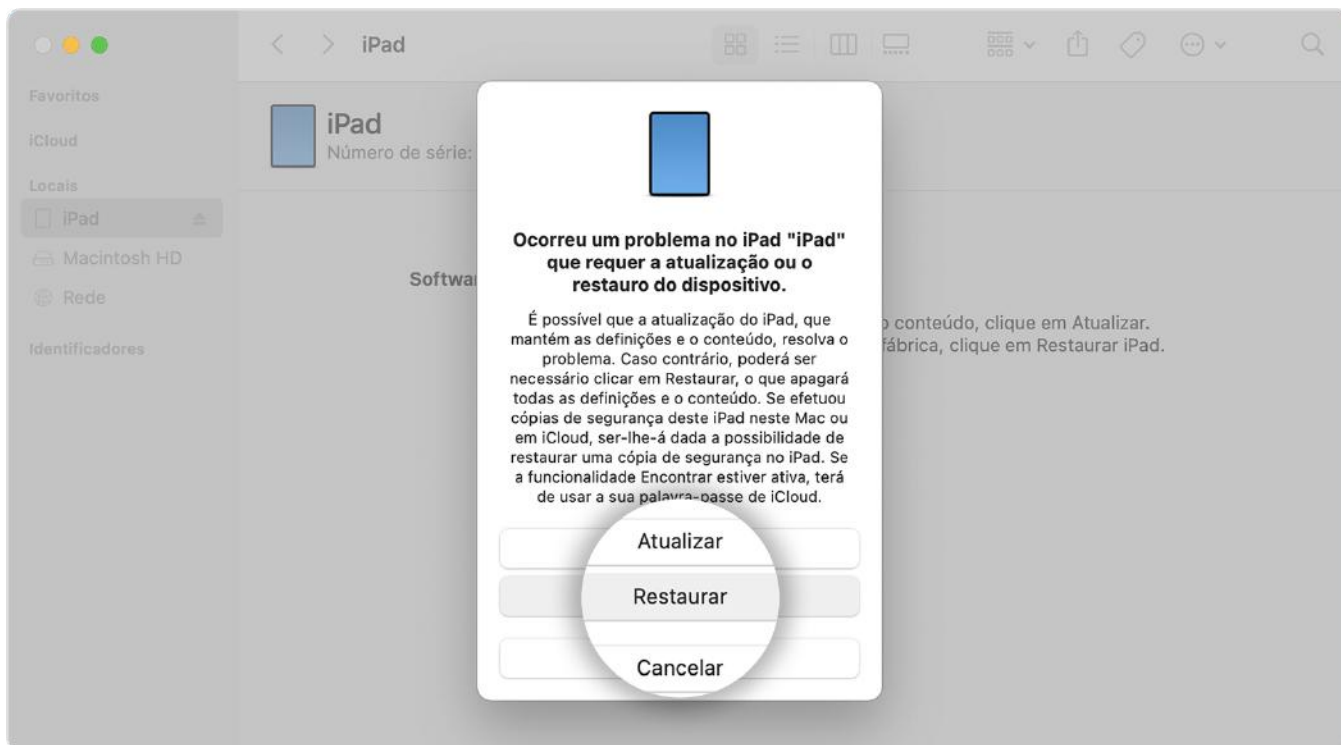 iPad
Favoritos
iCloud
Locais
iPad
Macintosh HD
Rede
Identificadores
iPad
Número de série:
Softwa
o conteúdo, clique em Atualizar.
fábrica, clique em Restaurar iPad.
Ocorreu um problema no iPad "iPad"
que requer a atualização ou o
restauro do dispositivo.
É possível que a atualização do iPad, que
mantém as definições e o conteúdo, resolva o
problema. Caso contrário, poderá ser
necessário clicar em Restaurar, o que apagará
todas as definições e o conteúdo. Se efetuou
cópias de segurança deste iPad neste Mac ou
em iCloud, ser-lhe-á dada a possibilidade de
restaurar uma cópia de segurança no iPad. Se
a funcionalidade Encontrar estiver ativa, terá
de usar a sua palavra-passe de iCloud.
Atualizar
Restaurar
Cancelar